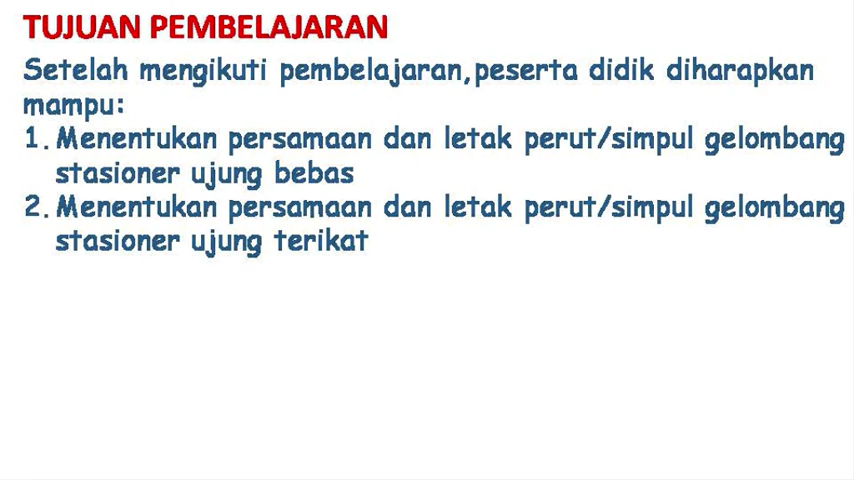 TUJUAN PEMBELAJARAN
Setelah mengikuti pembelajaran,peserta didik diharapkan
mampu:
1. Menentukan persamaan dan letak perut/simpul gelombang
stasioner ujung bebas
2. Menentukan persamaan dan letak perut/simpul gelombang
stasioner ujung terikat